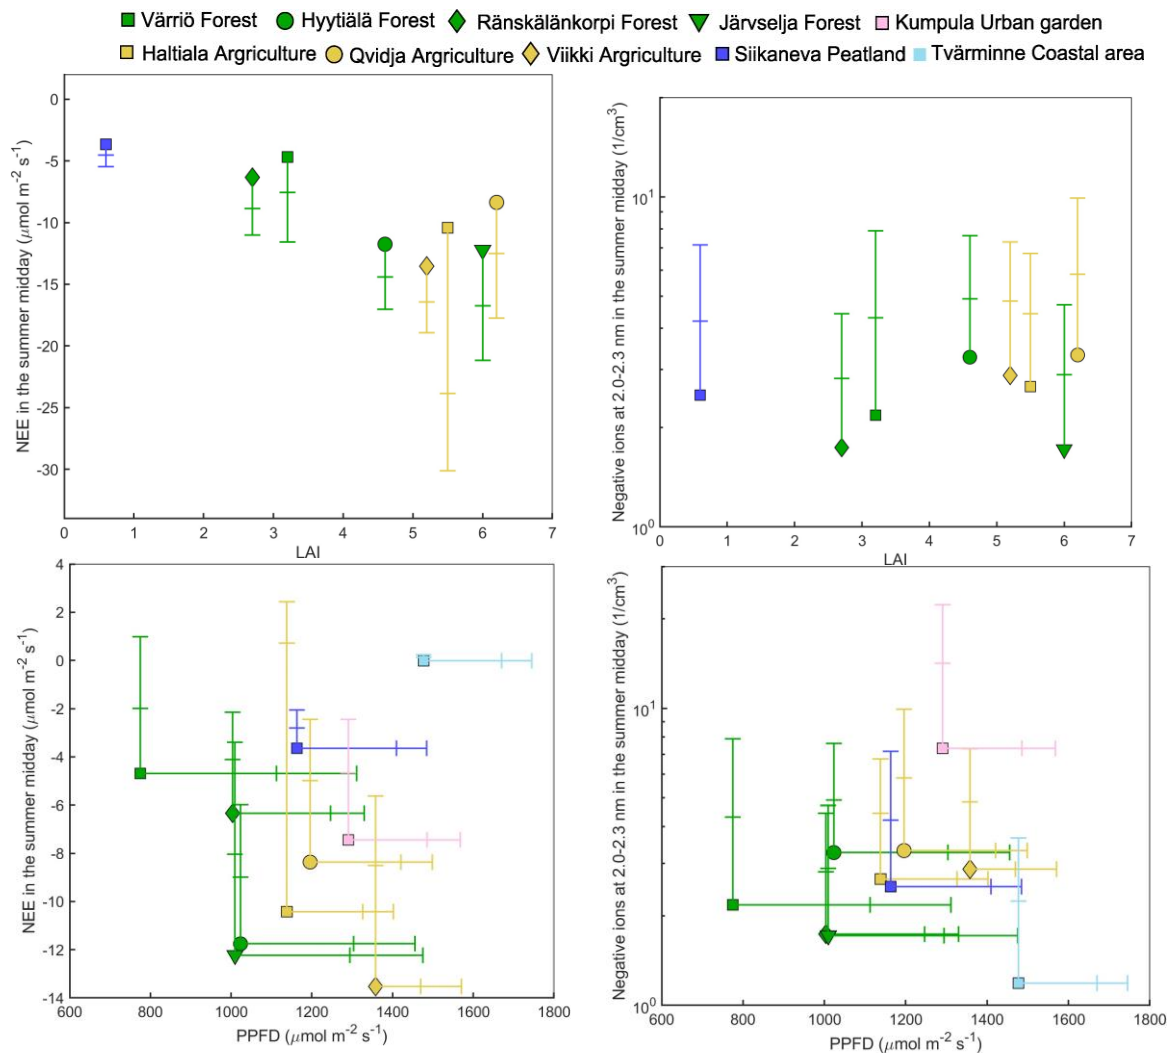 Värriö Forest Hyytiälä Forest Ränskälänkorpi Forest Järvselja Forest Kumpula Urban garden
Haltiala Argriculture Qvidja Argriculture Viikki Argriculture Siikaneva Peatland Tvärminne Coastal area
NEE in the summer midday (μmol m⁻² s⁻¹)
0
-5
-10
-15
-20
-25
-30
0 1 2 3 4 5 6 7
LAI
Negative ions at 2.0-2.3 nm in the summer midday (1/cm³)
10¹
10⁰
0 1 2 3 4 5 6 7
LAI
NEE in the summer midday (μmol m⁻² s⁻¹)
4
2
0
-2
-4
-6
-8
-10
-12
-14
600 800 1000 1200 1400 1600 1800
PPFD (μmol m⁻² s⁻¹)
Negative ions at 2.0-2.3 nm in the summer midday (1/cm³)
10¹
10⁰
600 800 1000 1200 1400 1600 1800
PPFD (μmol m⁻² s⁻¹)